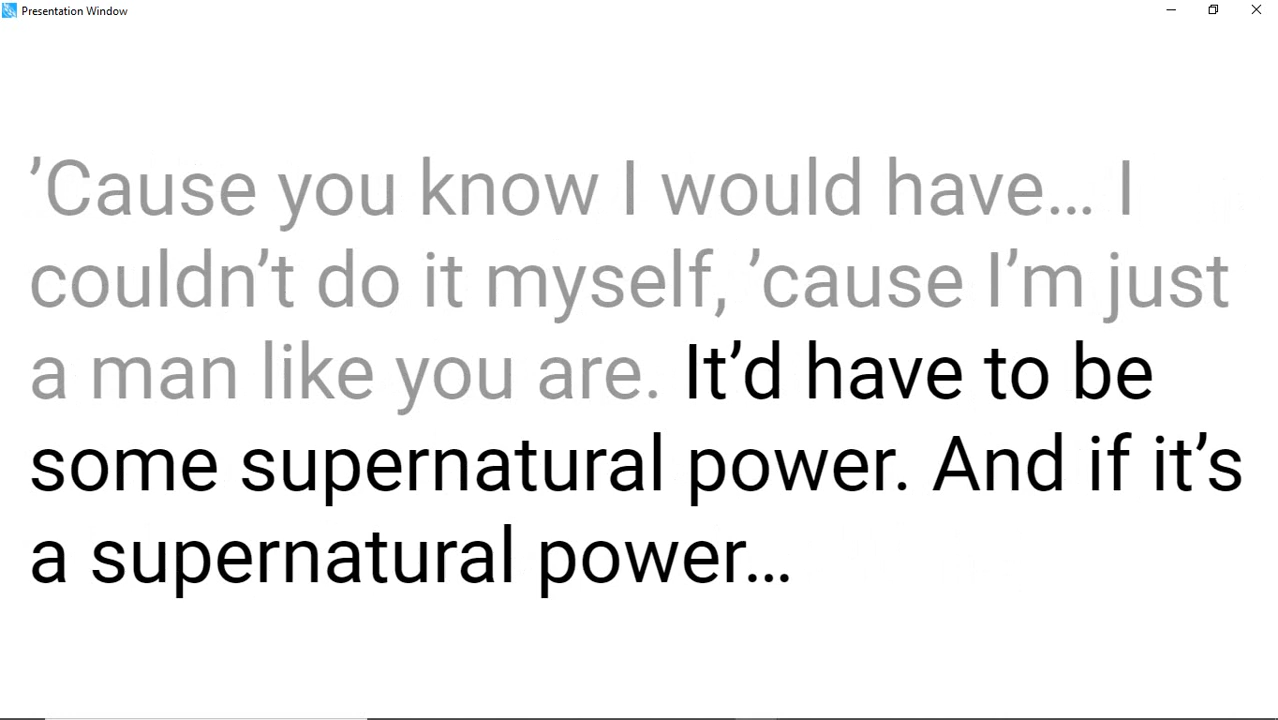 Presentation Window
’Cause you know I would have… I
couldn’t do it myself, ’cause I’m just
a man like you are. It’d have to be
some supernatural power. And if it’s
a supernatural power…